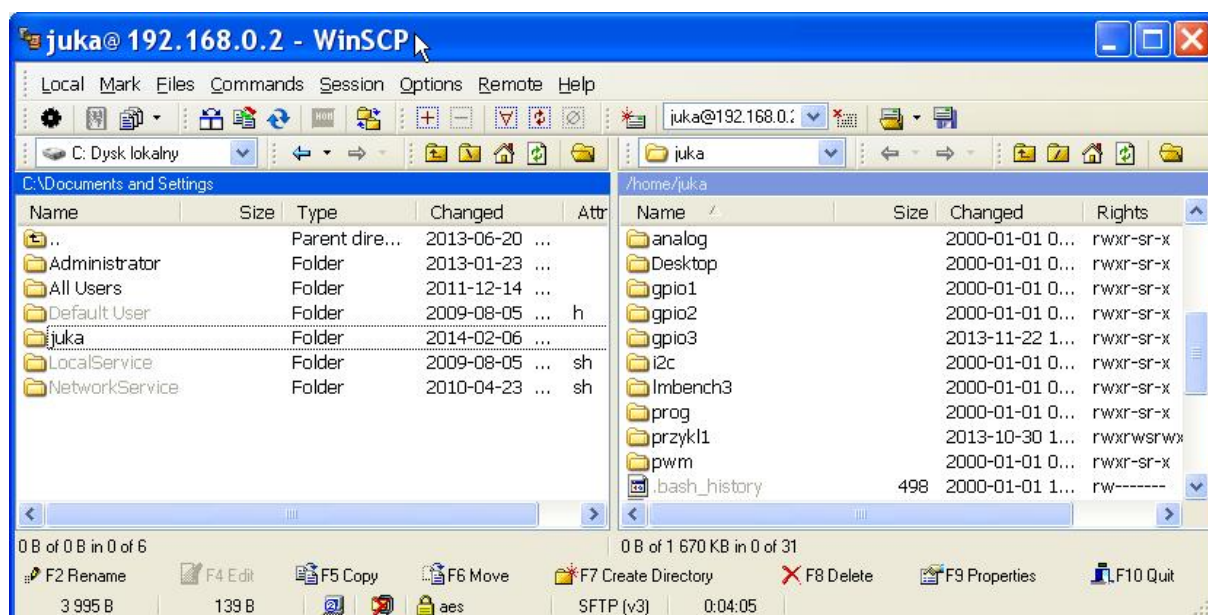 juka@192.168.0.2 - WinSCP
Local Mark Files Commands Session Options Remote Help
juka@192.168.0.:
C: Dysk lokalny
juka
C:\Documents and Settings
/home/juka
Name Size Type Changed Attr
Name Size Changed Rights
.. Parent dire... 2013-06-20 ...
Administrator Folder 2013-01-23 ...
All Users Folder 2011-12-14 ...
Default User Folder 2009-08-05 ... h
juka Folder 2014-02-06 ...
LocalService Folder 2009-08-05 ... sh
NetworkService Folder 2010-04-23 ... sh
analog 2000-01-01 0... rwxr-sr-x
Desktop 2000-01-01 0... rwxr-sr-x
gpio1 2000-01-01 0... rwxr-sr-x
gpio2 2000-01-01 0... rwxr-sr-x
gpio3 2013-11-22 1... rwxr-sr-x
i2c 2000-01-01 0... rwxr-sr-x
lmbench3 2000-01-01 0... rwxr-sr-x
prog 2000-01-01 0... rwxr-sr-x
przykl1 2013-10-30 1... rwxrwsrwx
pwm 2000-01-01 0... rwxr-sr-x
.bash_history 498 2000-01-01 1... rw-------
0 B of 0 B in 0 of 6
0 B of 1 670 KB in 0 of 31
F2 Rename F4 Edit F5 Copy F6 Move F7 Create Directory F8 Delete F9 Properties F10 Quit
3 995 B 139 B aes SFTP (v3) 0:04:05